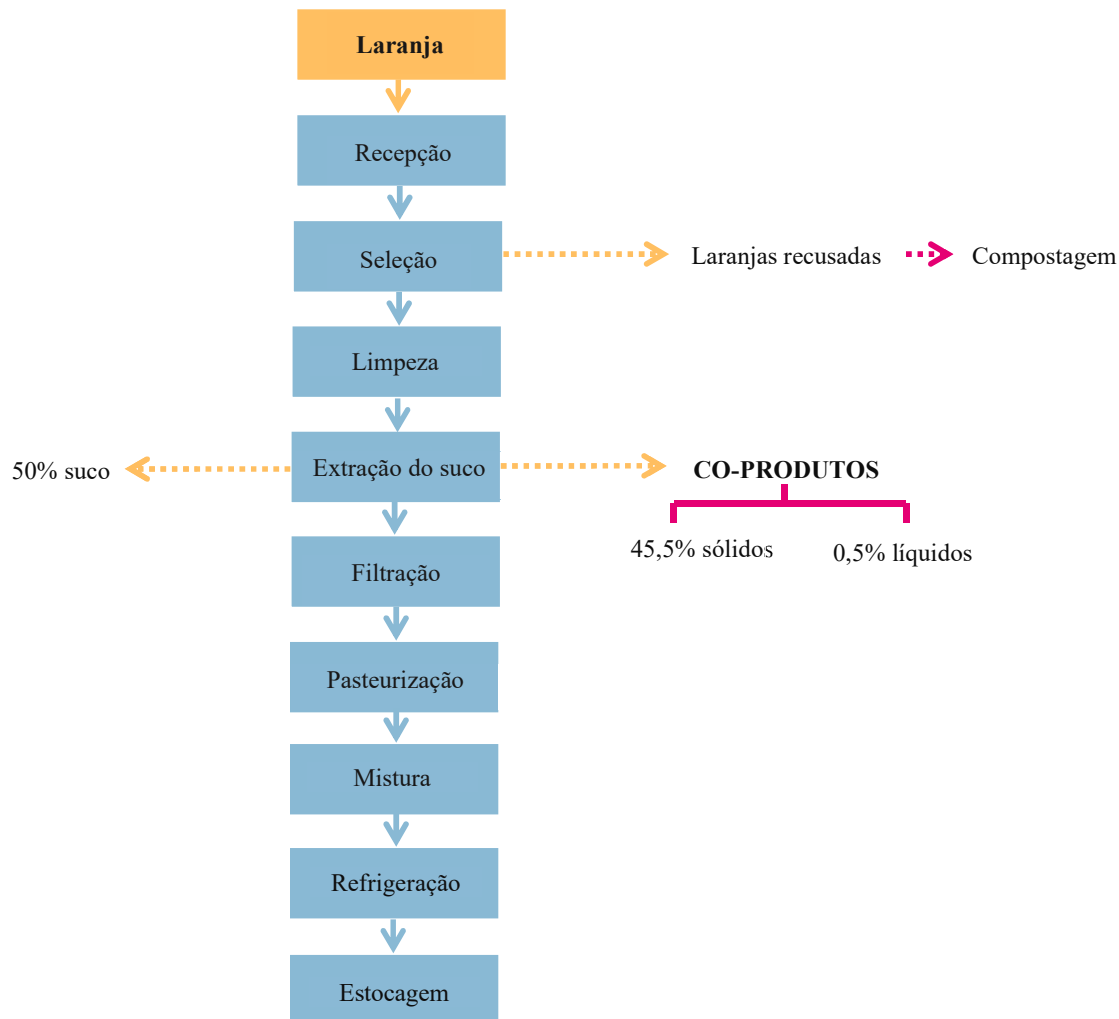 Laranja
Recepção
Seleção
Laranjas recusadas
Compostagem
Limpeza
50% suco
Extração do suco
CO-PRODUTOS
45,5% sólidos
0,5% líquidos
Filtração
Pasteurização
Mistura
Refrigeração
Estocagem